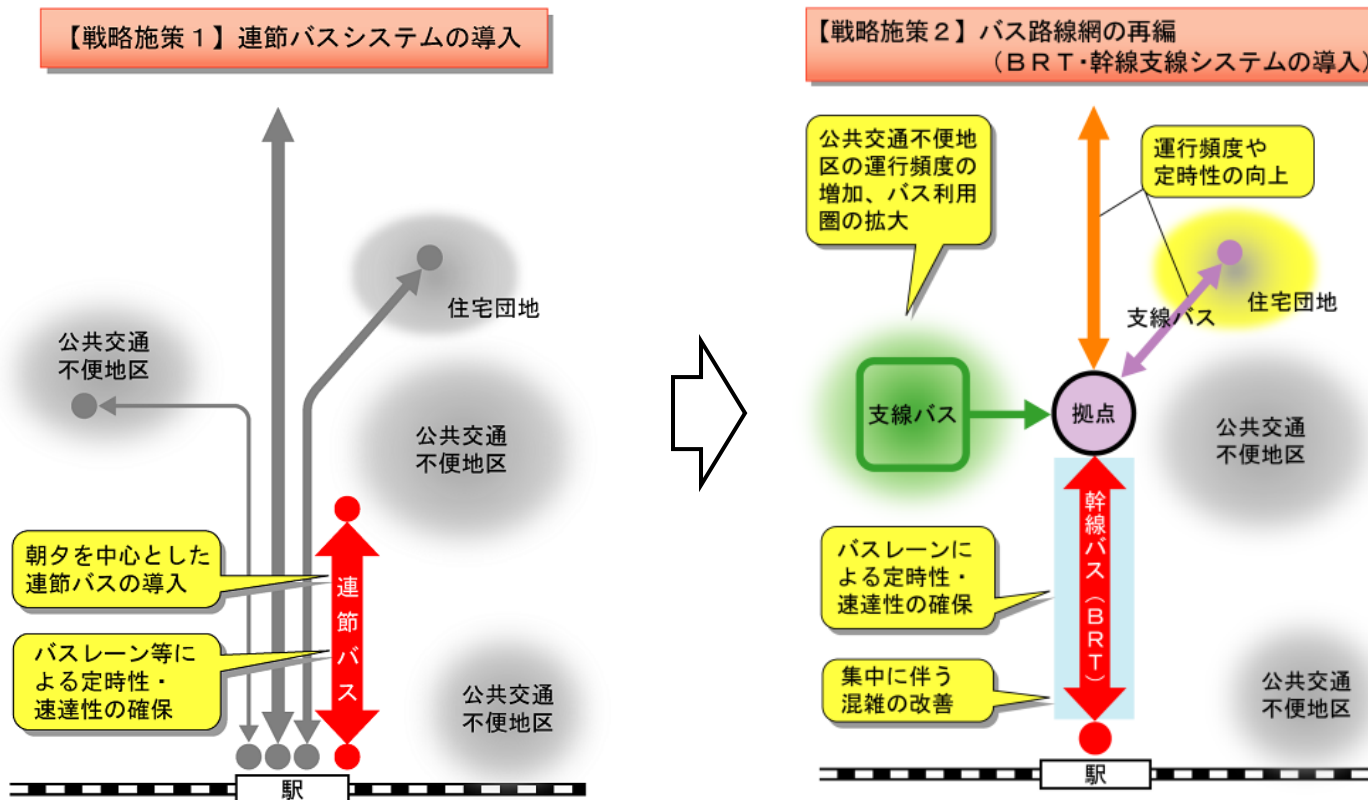 【戦略施策1】連節バスシステムの導入
公共交通
不便地区
住宅団地
公共交通
不便地区
朝夕を中心とした
連節バスの導入
バスレーン等に
よる定時性・
速達性の確保
連節バス
公共交通
不便地区
駅
【戦略施策2】バス路線網の再編
（BRT・幹線支線システムの導入）
公共交通不便地
区の運行頻度の
増加、バス利用
圏の拡大
運行頻度や
定時性の向上
住宅団地
支線バス
支線バス
拠点
公共交通
不便地区
バスレーンに
よる定時性・
速達性の確保
幹線バス（BRT）
集中に伴う
混雑の改善
公共交通
不便地区
駅